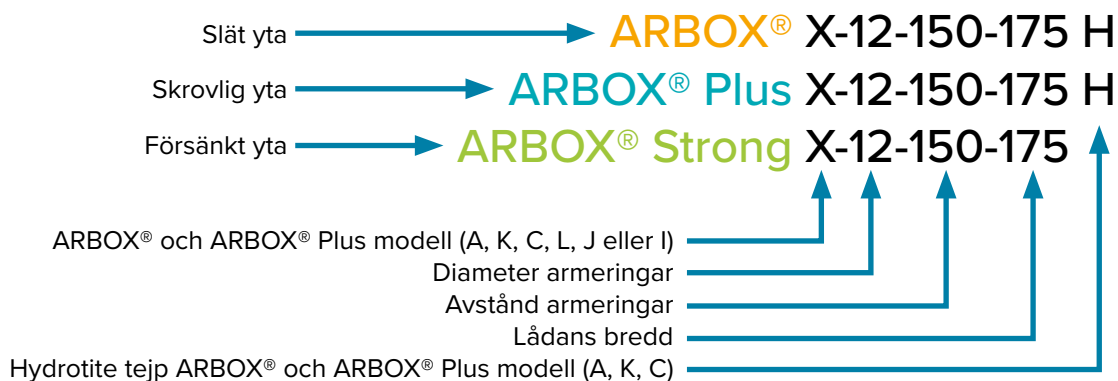 Slät yta ARBOX® X-12-150-175 H
Skrovlig yta ARBOX® Plus X-12-150-175 H
Försänkt yta ARBOX® Strong X-12-150-175
ARBOX® och ARBOX® Plus modell (A, K, C, L, J eller I)
Diameter armeringar
Avstånd armeringar
Lådans bredd
Hydrotite tejp ARBOX® och ARBOX® Plus modell (A, K, C)